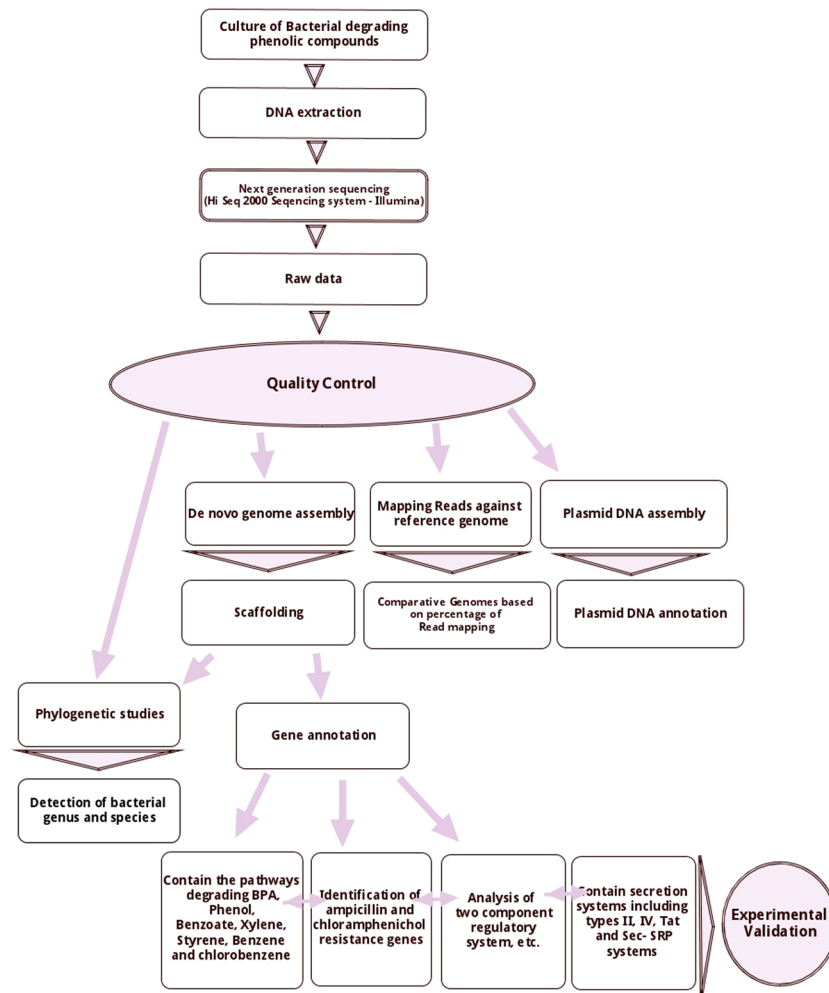 Culture of Bacterial degrading
phenolic compounds
DNA extraction
Next generation sequencing
(Hi Seq 2000 Seqencing system - Illumina)
Raw data
Quality Control
De novo genome assembly
Mapping Reads against
reference genome
Plasmid DNA assembly
Scaffolding
Comparative Genomes based
on percentage of
Read mapping
Plasmid DNA annotation
Phylogenetic studies
Gene annotation
Detection of bacterial
genus and species
Contain the pathways
degrading BPA,
Phenol,
Benzoate, Xylene,
Styrene, Benzene
and chlorobenzene
Identification of
ampicillin and
chloramphenichol
resistance genes
Analysis of
two component
regulatory
system, etc.
Contain secretion
systems including
types II, IV, Tat
and Sec- SRP
systems
Experimental
Validation